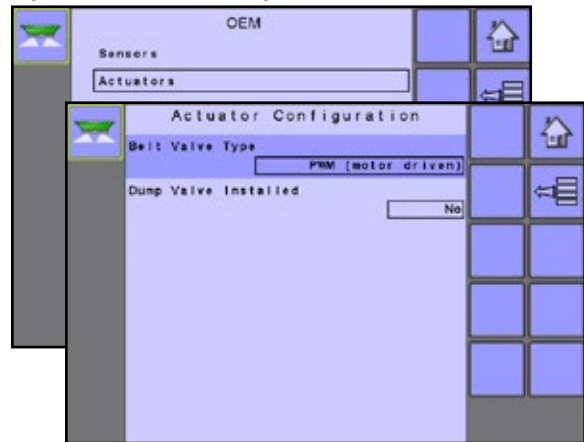 OEM
Sensors
Actuators
Actuator Configuration
Belt Valve Type
PWM (motor driven)
Dump Valve Installed
No